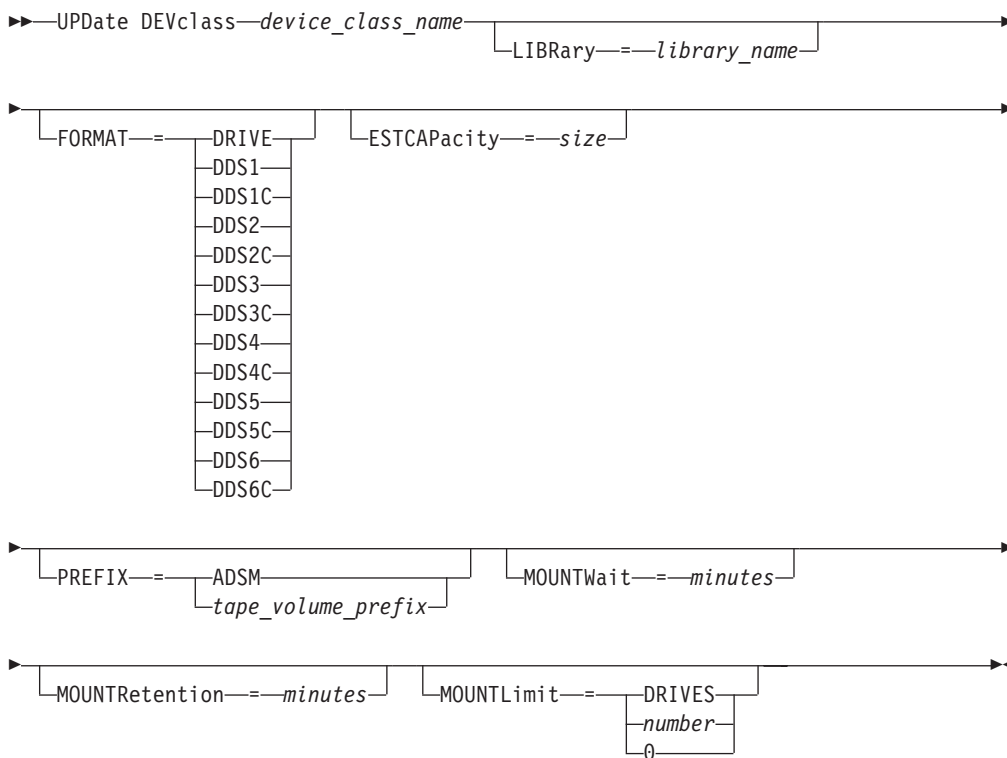 UPDate DEVclass device_class_name
LIBRary = library_name
FORMAT = DRIVE
DDS1
DDS1C
DDS2
DDS2C
DDS3
DDS3C
DDS4
DDS4C
DDS5
DDS5C
DDS6
DDS6C
ESTCAPacity = size
PREFIX = ADSM
tape_volume_prefix
MOUNTWait = minutes
MOUNTRetention = minutes
MOUNTLimit = DRIVES
number
0